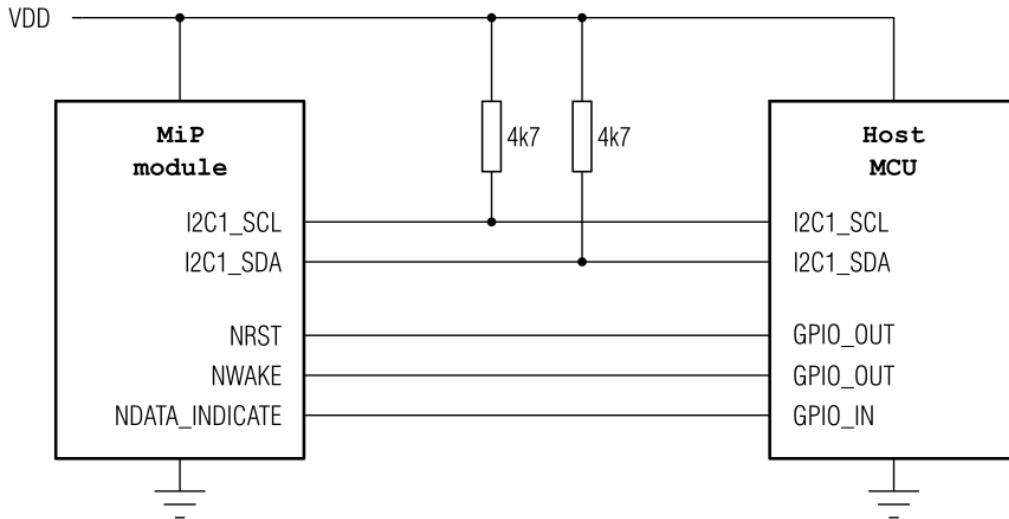 VDD
4k7
4k7
MiP
module
Host
MCU
I2C1_SCL
I2C1_SCL
I2C1_SDA
I2C1_SDA
NRST
GPIO_OUT
NWAKE
GPIO_OUT
NDATA_INDICATE
GPIO_IN